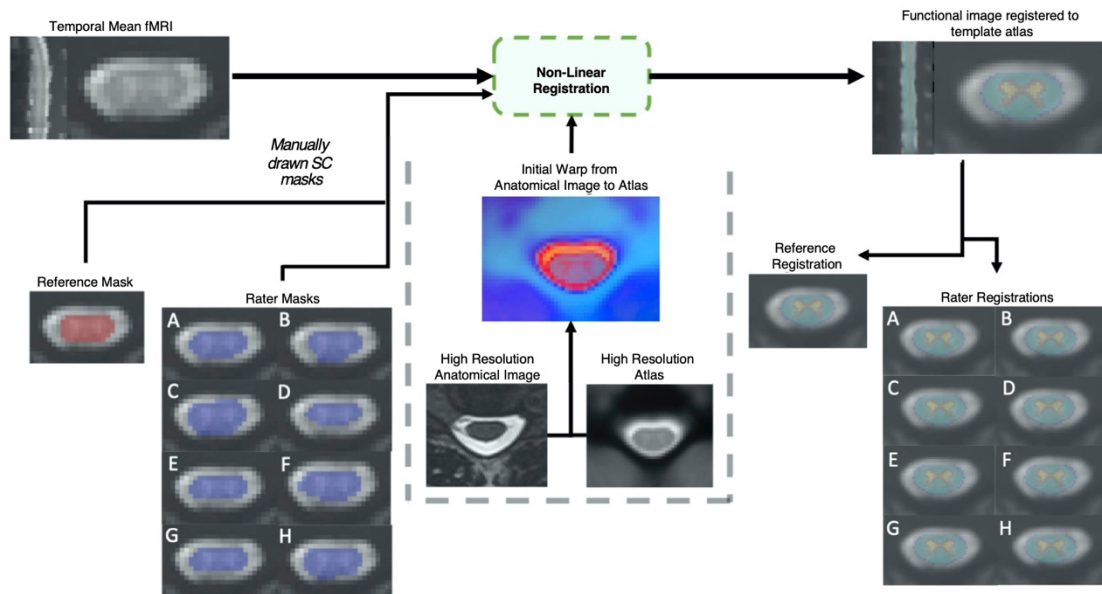 Temporal Mean fMRI
Non-Linear
Registration
Functional image registered to
template atlas
Manually
drawn SC
masks
Initial Warp from
Anatomical Image to Atlas
Reference Mask
Rater Masks
A
B
C
D
E
F
G
H
High Resolution
Anatomical Image
High Resolution
Atlas
Reference
Registration
Rater Registrations
A
B
C
D
E
F
G
H